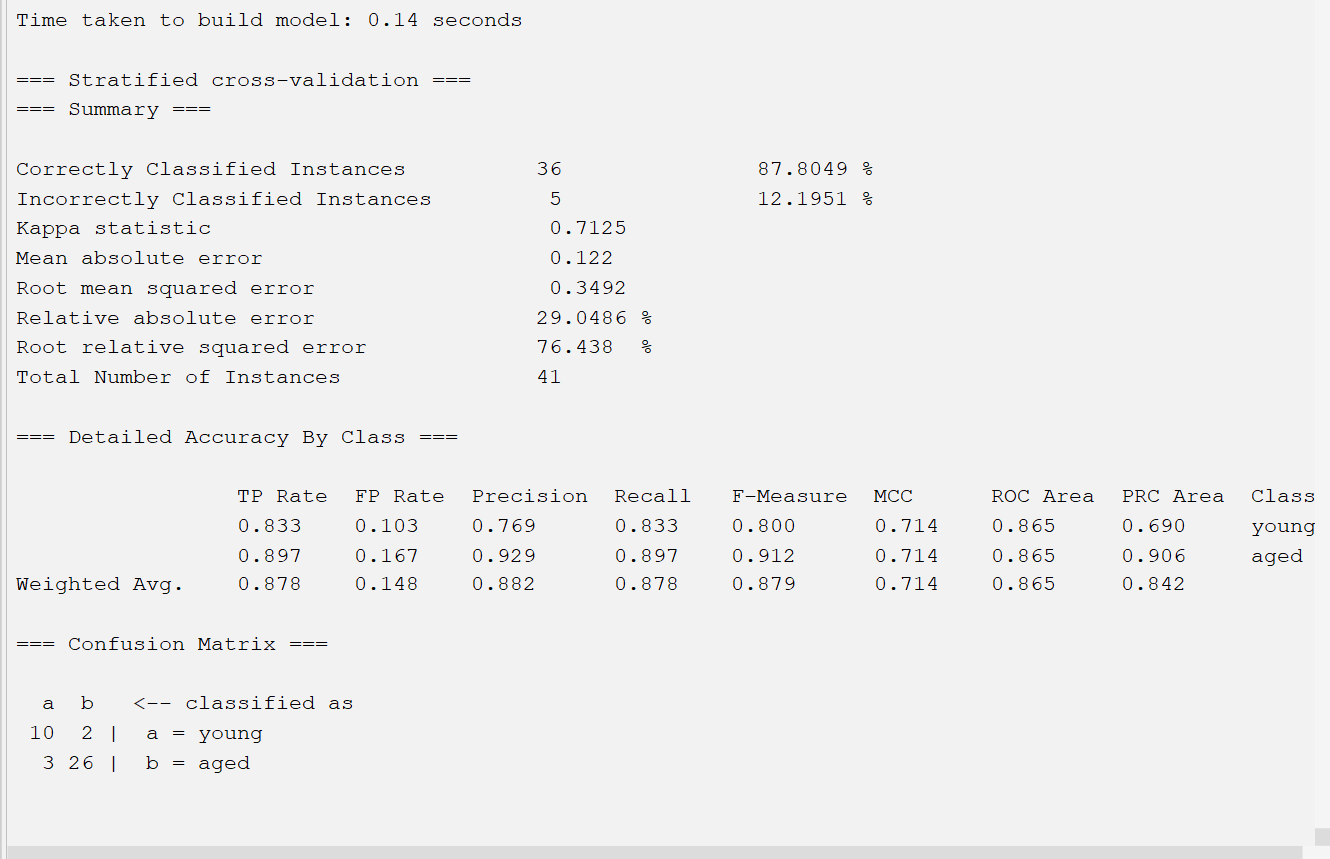 Time taken to build model: 0.14 seconds
=== Stratified cross-validation ===
=== Summary ===
Correctly Classified Instances 36 87.8049 %
Incorrectly Classified Instances 5 12.1951 %
Kappa statistic 0.7125
Mean absolute error 0.122
Root mean squared error 0.3492
Relative absolute error 29.0486 %
Root relative squared error 76.438 %
Total Number of Instances 41
=== Detailed Accuracy By Class ===
TP Rate FP Rate Precision Recall F-Measure MCC ROC Area PRC Area Class
0.833 0.103 0.769 0.833 0.800 0.714 0.865 0.690 young
0.897 0.167 0.929 0.897 0.912 0.714 0.865 0.906 aged
Weighted Avg. 0.878 0.148 0.882 0.878 0.879 0.714 0.865 0.842
=== Confusion Matrix ===
a b <-- classified as
10 2 | a = young
3 26 | b = aged